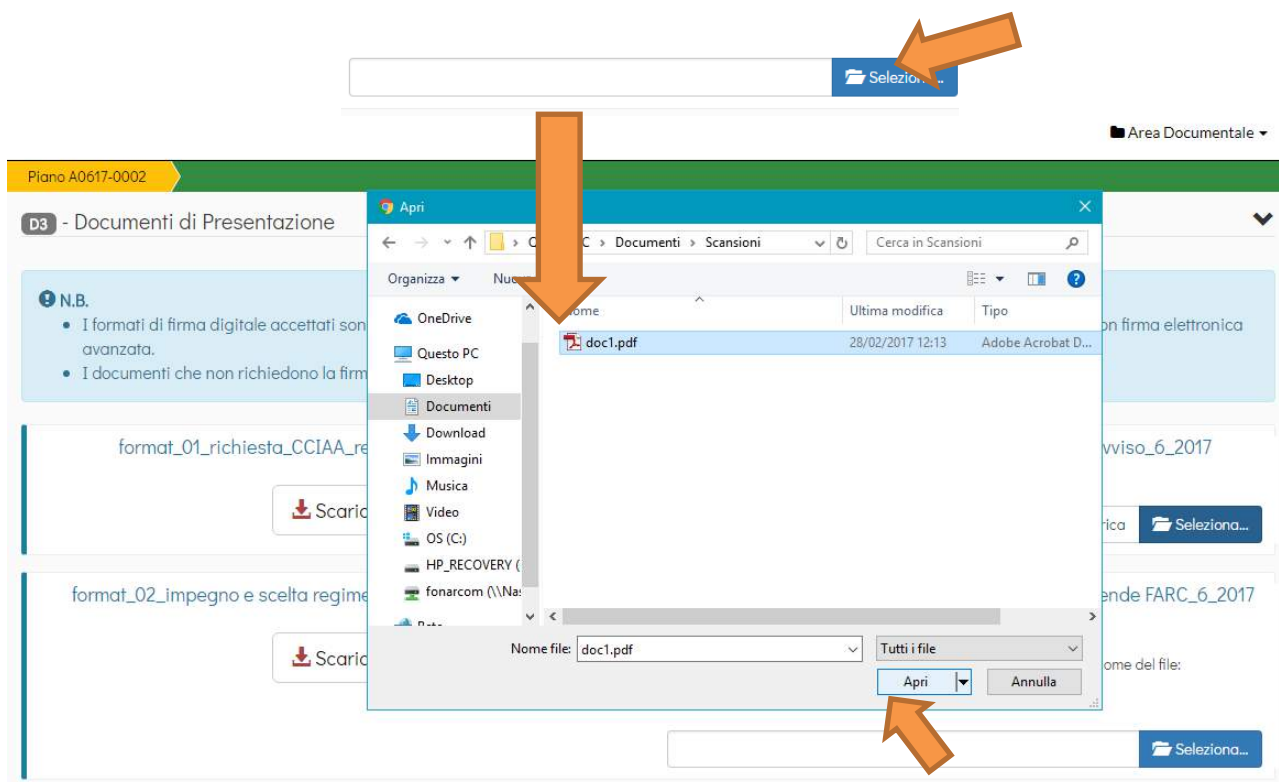 Seleziona...
Area Documentale
Piano A0617-0002
D3 - Documenti di Presentazione
N.B.
I formati di firma digitale accettati son
on firma elettronica
avanzata.
I documenti che non richiedono la firm
format_01_richiesta_CCIAA_re
vviso_6_2017
Scaric
rica
Seleziona...
format_02_impegno e scelta regime
ende FARC_6_2017
Scaric
ome del file:
Seleziona...
Apri
Documenti > Scansioni
Cerca in Scansioni
Organizza
Nome
Ultima modifica
Tipo
doc1.pdf
28/02/2017 12:13
Adobe Acrobat D...
OneDrive
Questo PC
Desktop
Documenti
Download
Immagini
Musica
Video
OS (C:)
HP_RECOVERY (
fonarcom (\\Nas
Nome file:
doc1.pdf
Tutti i file
Apri
Annulla